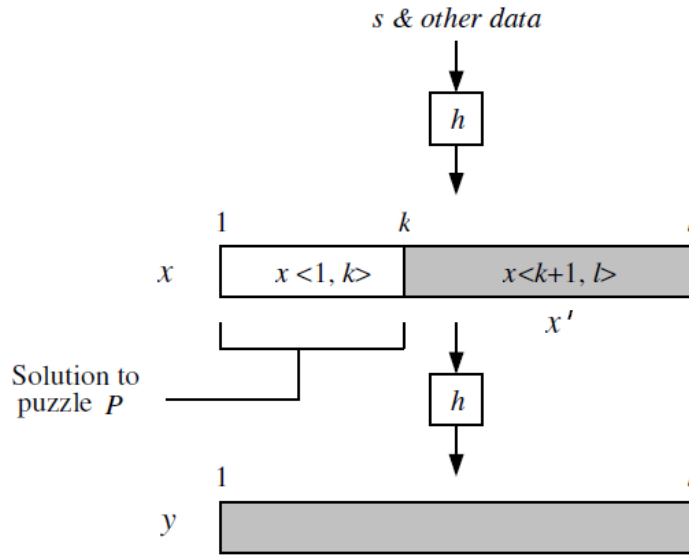 s & other data
h
1 k
x x <1, k> x<k+1, l>
x'
Solution to
puzzle P
h
1
y